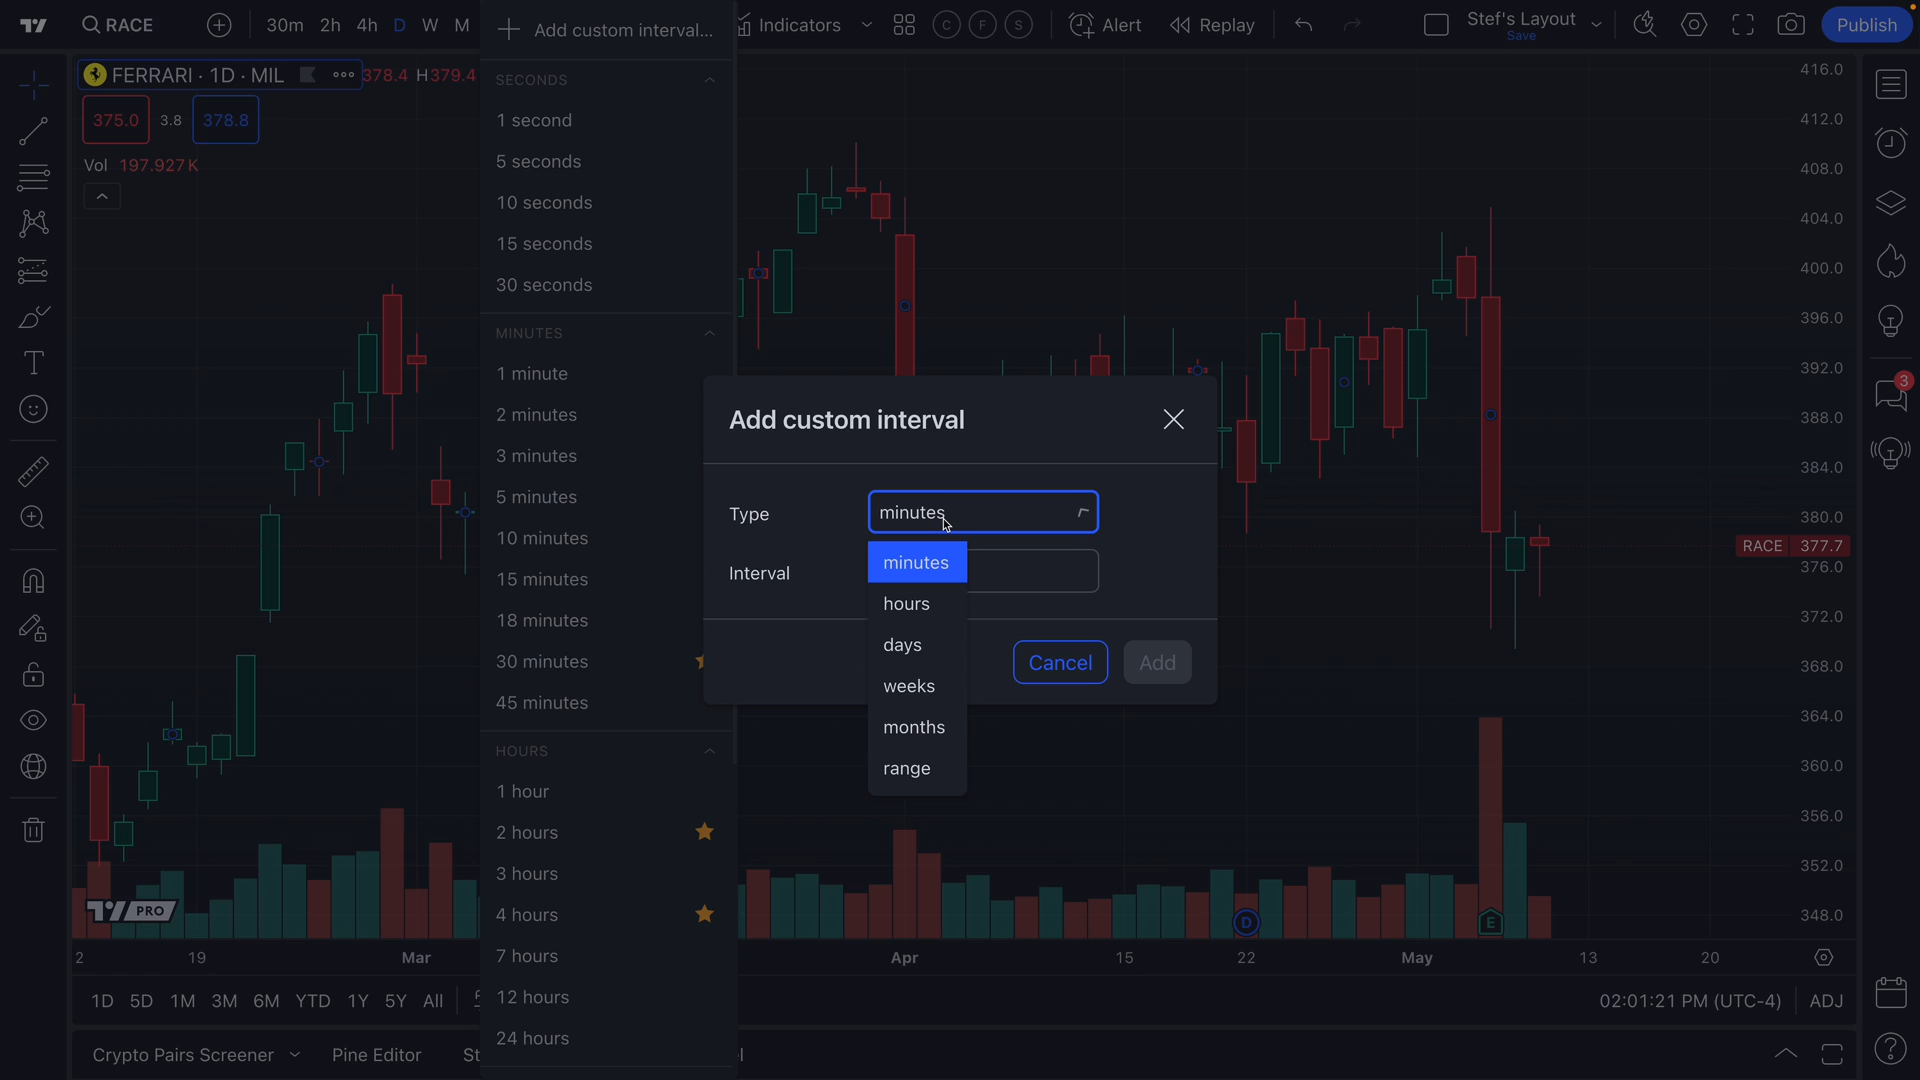 RACE
30m 2h 4h D W M
Add custom interval...
Indicators
C F S
Alert
Replay
Stef's Layout
Save
Publish
FERRARI · 1D · MIL
378.4 H379.4
375.0 3.8 378.8
Vol 197.927K
SECONDS
1 second
5 seconds
10 seconds
15 seconds
30 seconds
MINUTES
1 minute
2 minutes
3 minutes
5 minutes
10 minutes
15 minutes
18 minutes
30 minutes
45 minutes
HOURS
1 hour
2 hours
3 hours
4 hours
7 hours
12 hours
24 hours
Add custom interval
Type
minutes
Interval
minutes
hours
days
weeks
months
range
Cancel
Add
416.0
412.0
408.0
404.0
400.0
396.0
392.0
388.0
384.0
380.0
RACE 377.7
376.0
372.0
368.0
364.0
360.0
356.0
352.0
348.0
3
PRO
D
E
2 19 Mar Apr 15 22 May 13 20
1D 5D 1M 3M 6M YTD 1Y 5Y All
02:01:21 PM (UTC-4)
ADJ
Crypto Pairs Screener
Pine Editor